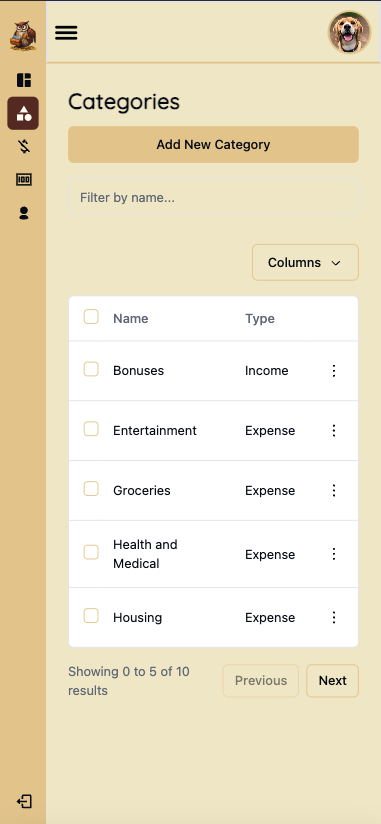 Categories
Add New Category
Filter by name...
Columns
Name Type
Bonuses Income
Entertainment Expense
Groceries Expense
Health and
Medical Expense
Housing Expense
Showing 0 to 5 of 10
results
Previous Next